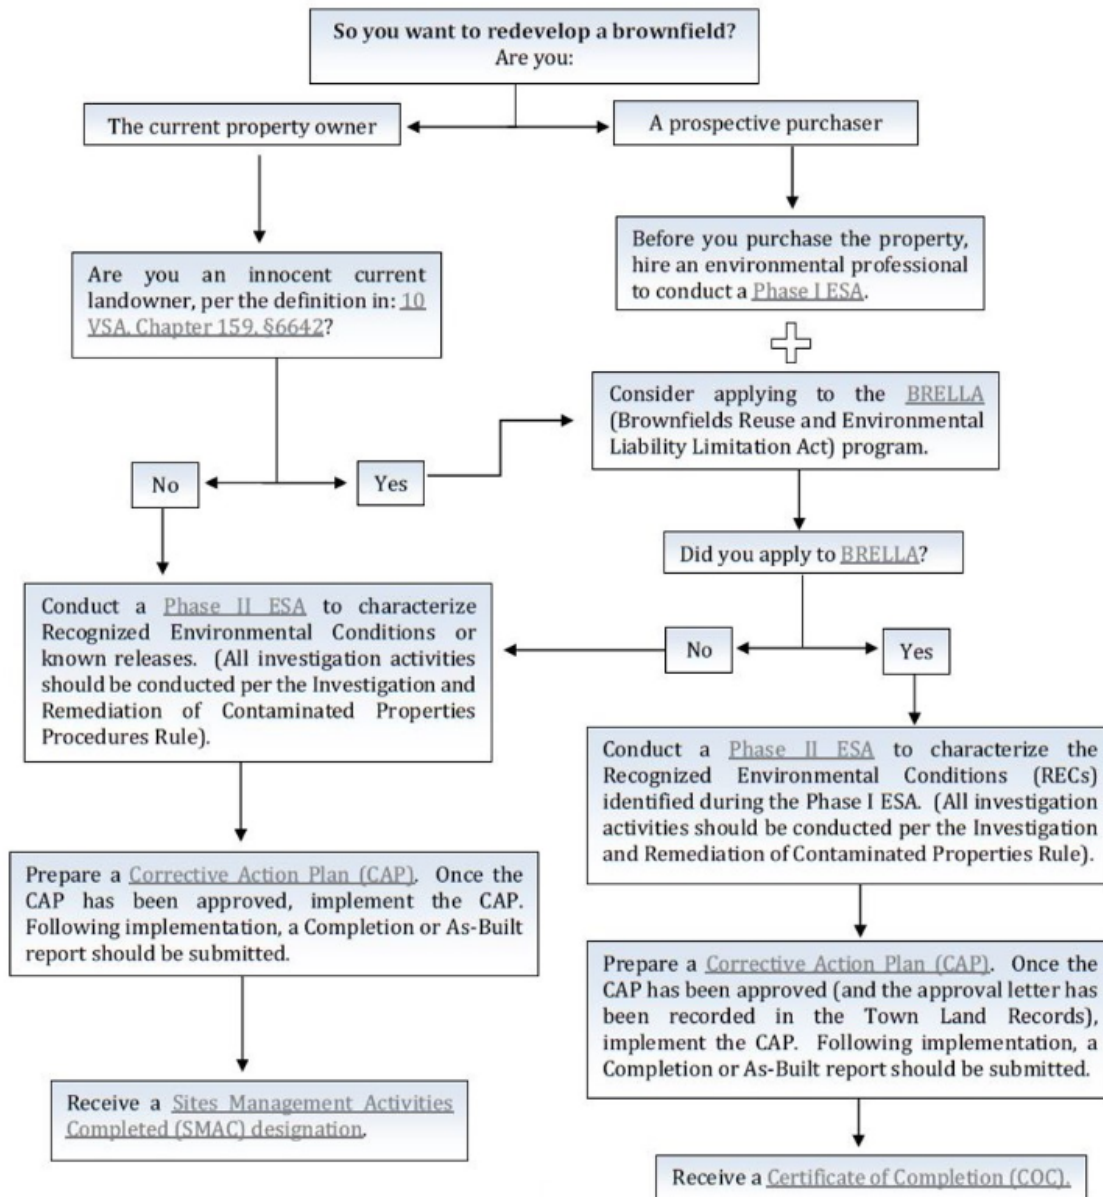 So you want to redevelop a brownfield?
Are you:
The current property owner
A prospective purchaser
Before you purchase the property,
hire an environmental professional
to conduct a Phase I ESA.
Are you an innocent current
landowner, per the definition in: 10
VSA, Chapter 159, §6642?
Consider applying to the BRELLA
(Brownfields Reuse and Environmental
Liability Limitation Act) program.
No
Yes
Did you apply to BRELLA?
No
Yes
Conduct a Phase II ESA to characterize
Recognized Environmental Conditions or
known releases. (All investigation activities
should be conducted per the Investigation and
Remediation of Contaminated Properties
Procedures Rule).
Conduct a Phase II ESA to characterize the
Recognized Environmental Conditions (RECs)
identified during the Phase I ESA. (All investigation
activities should be conducted per the Investigation
and Remediation of Contaminated Properties Rule).
Prepare a Corrective Action Plan (CAP). Once the
CAP has been approved, implement the CAP.
Following implementation, a Completion or As-Built
report should be submitted.
Prepare a Corrective Action Plan (CAP). Once the
CAP has been approved (and the approval letter has
been recorded in the Town Land Records),
implement the CAP. Following implementation, a
Completion or As-Built report should be submitted.
Receive a Sites Management Activities
Completed (SMAC) designation.
Receive a Certificate of Completion (COC).